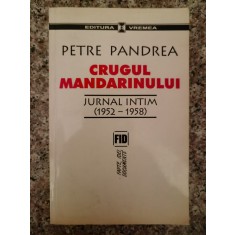 EDITURA VREMEA
PETRE PANDREA
CRUGUL
MANDARINULUI
JURNAL INTIM
(1952 – 1958)
FID